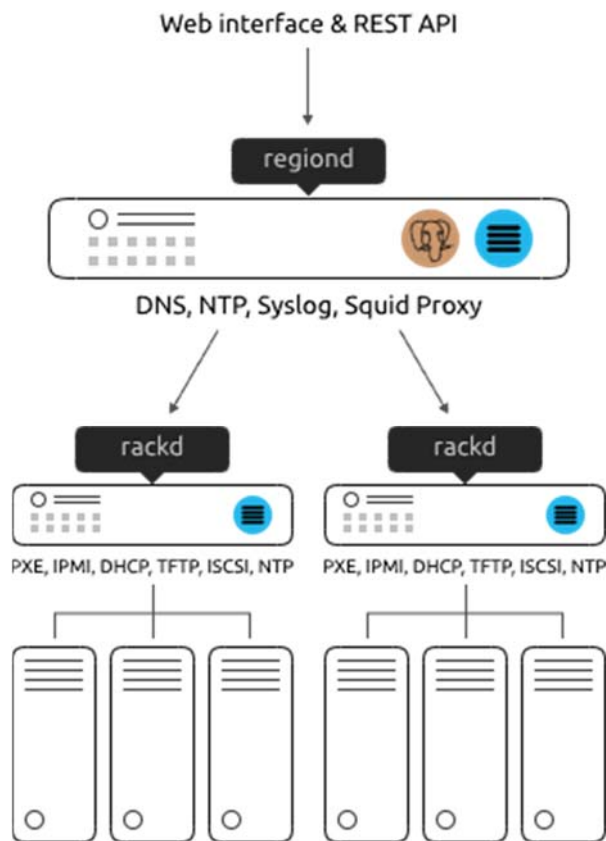 Web interface & REST API
regiond
DNS, NTP, Syslog, Squid Proxy
rackd
rackd
PXE, IPMI, DHCP, TFTP, ISCSI, NTP
PXE, IPMI, DHCP, TFTP, ISCSI, NTP